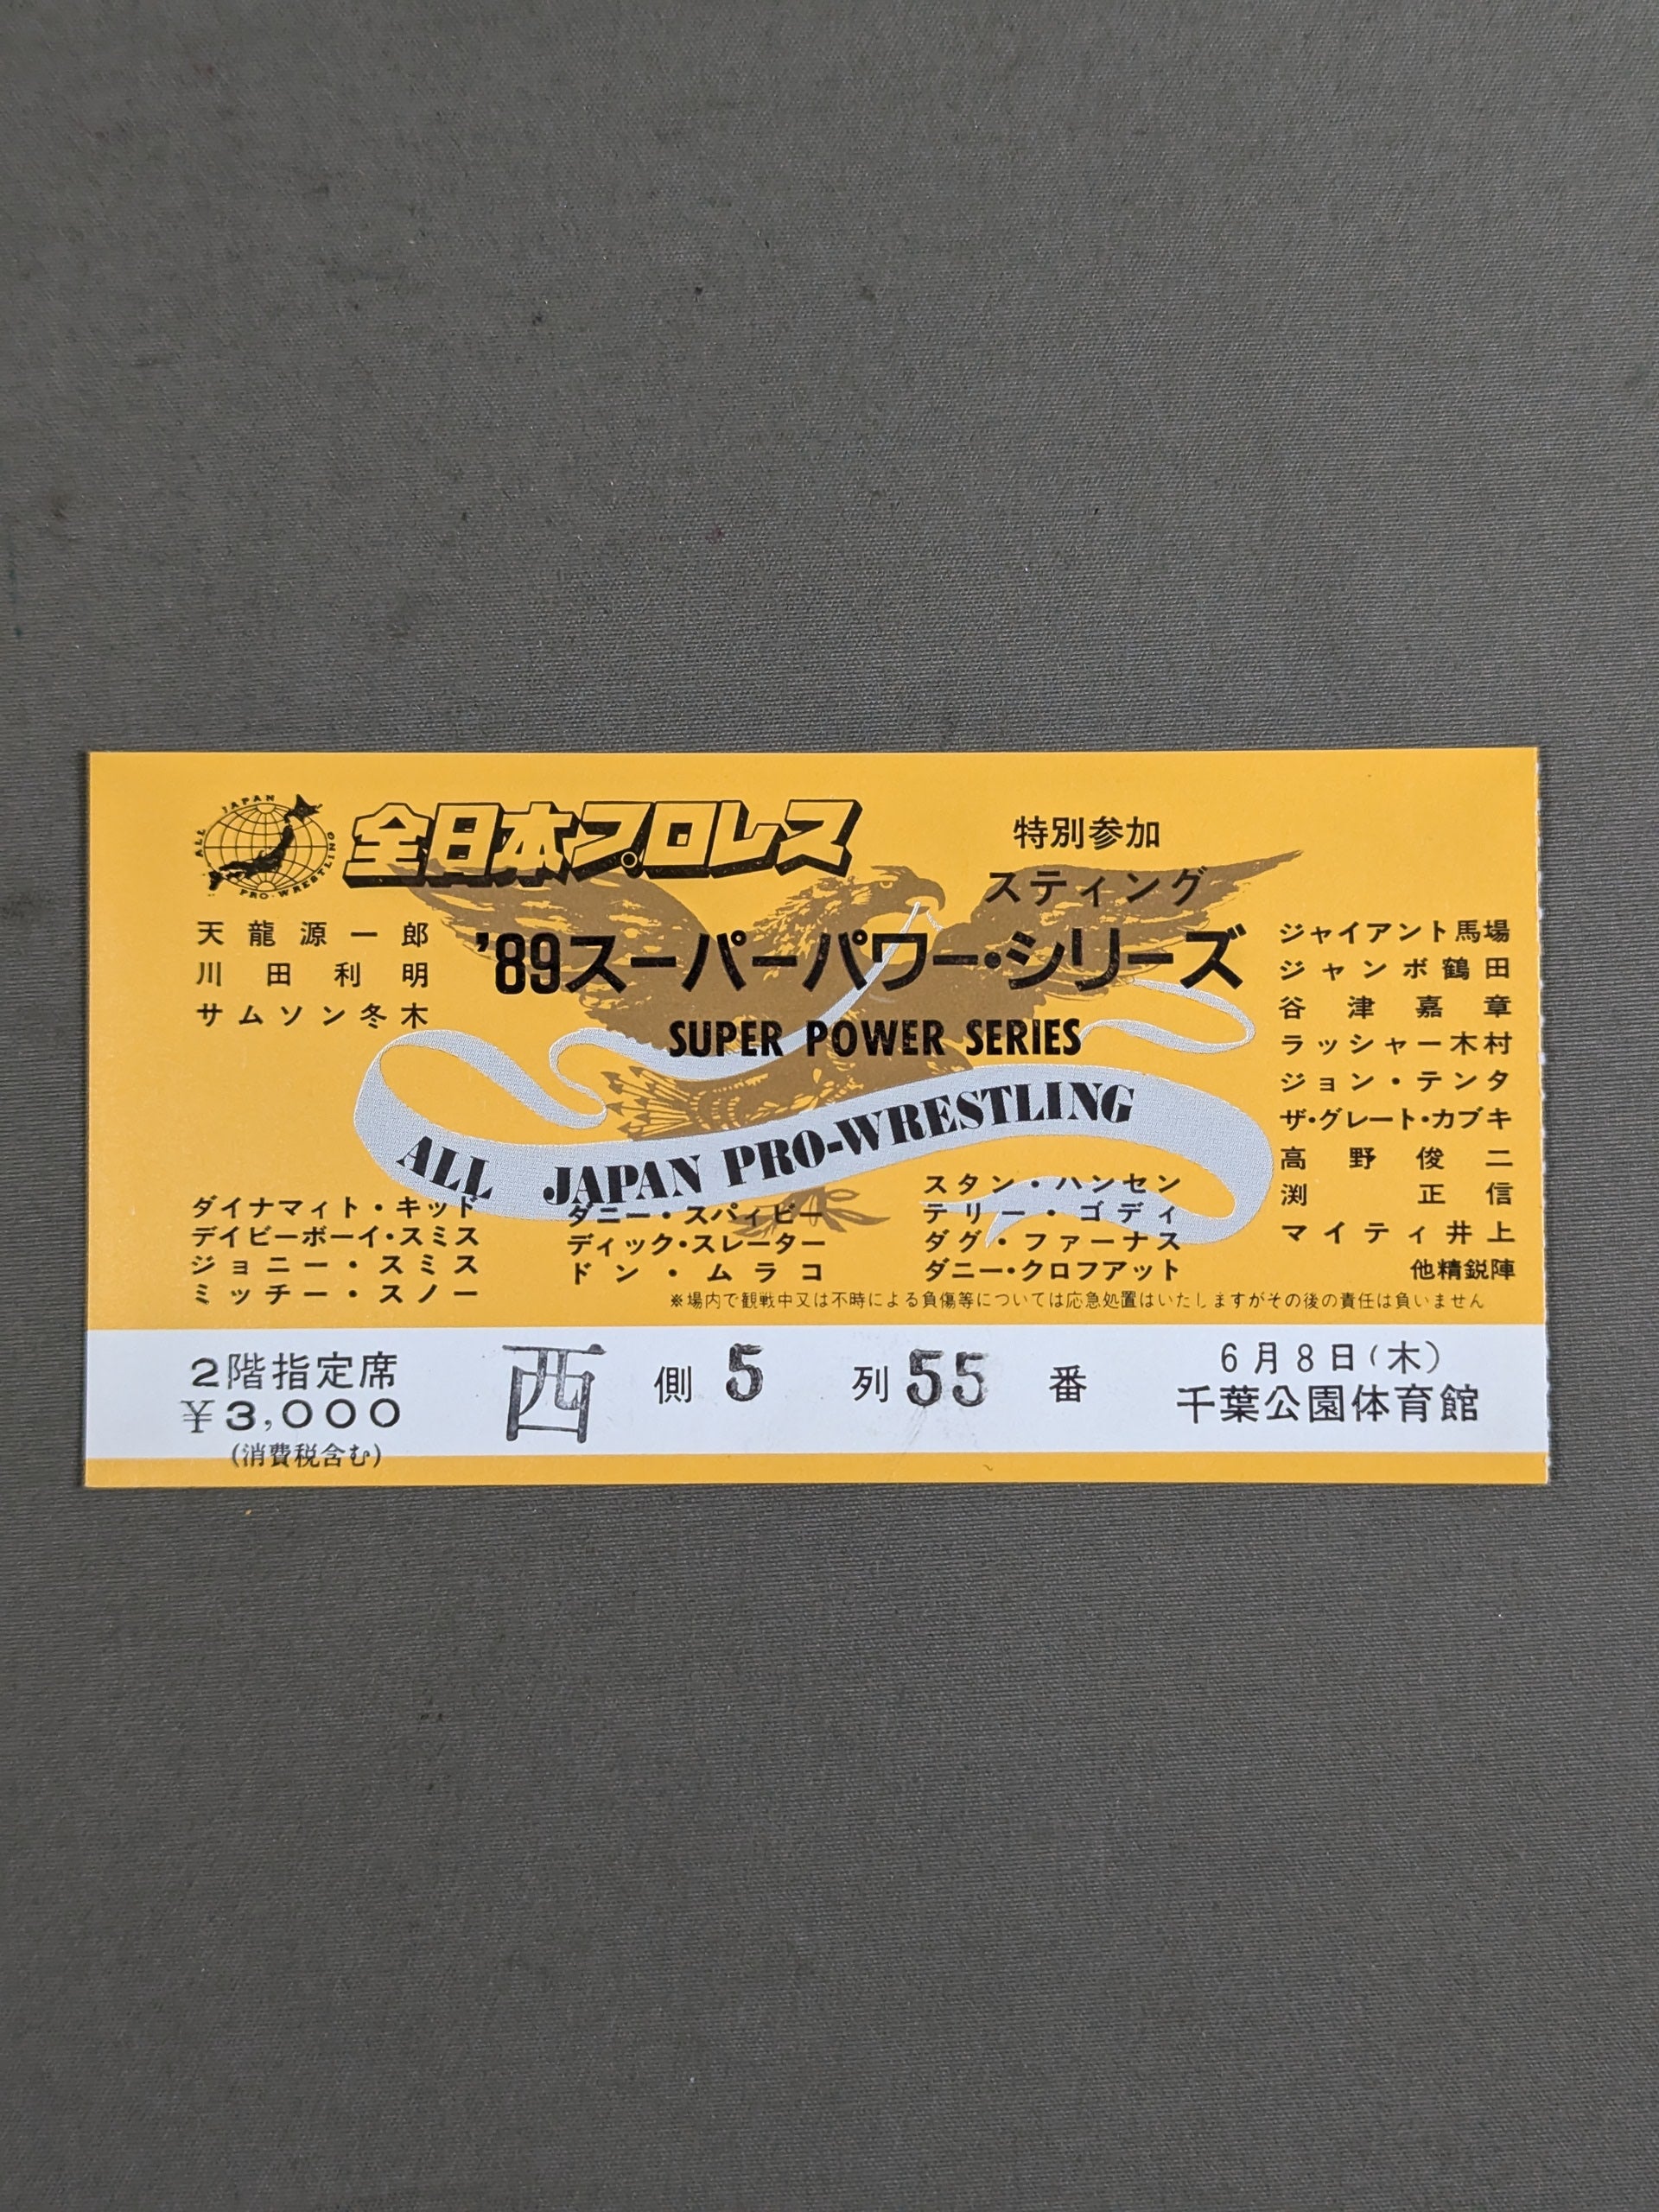 ALL JAPAN PRO-WRESTLING
全日本プロレス
特別参加
スティング
'89スーパーパワー・シリーズ
SUPER POWER SERIES
ALL JAPAN PRO-WRESTLING
天龍源一郎
川田利明
サムソン冬木
ジャイアント馬場
ジャンボ鶴田
谷津嘉章
ラッシャー木村
ジョン・テンタ
ザ・グレート・カブキ
高野俊二
渕正信
マイティ井上
他精鋭陣
ダイナマィト・キッド
デイビーボーイ・スミス
ジョニー・スミス
ミッチー・スノー
ダニー・スパィビー
ディック・スレーター
ドン・ムラコ
スタン・ハンセン
テリー・ゴディ
ダグ・ファーナス
ダニー・クロファット
※場内で観戦中又は不時による負傷等については応急処置はいたしますがその後の責任は負いません
2階指定席
¥3,000
(消費税含む)
西側5列55番
6月8日(木)
千葉公園体育館